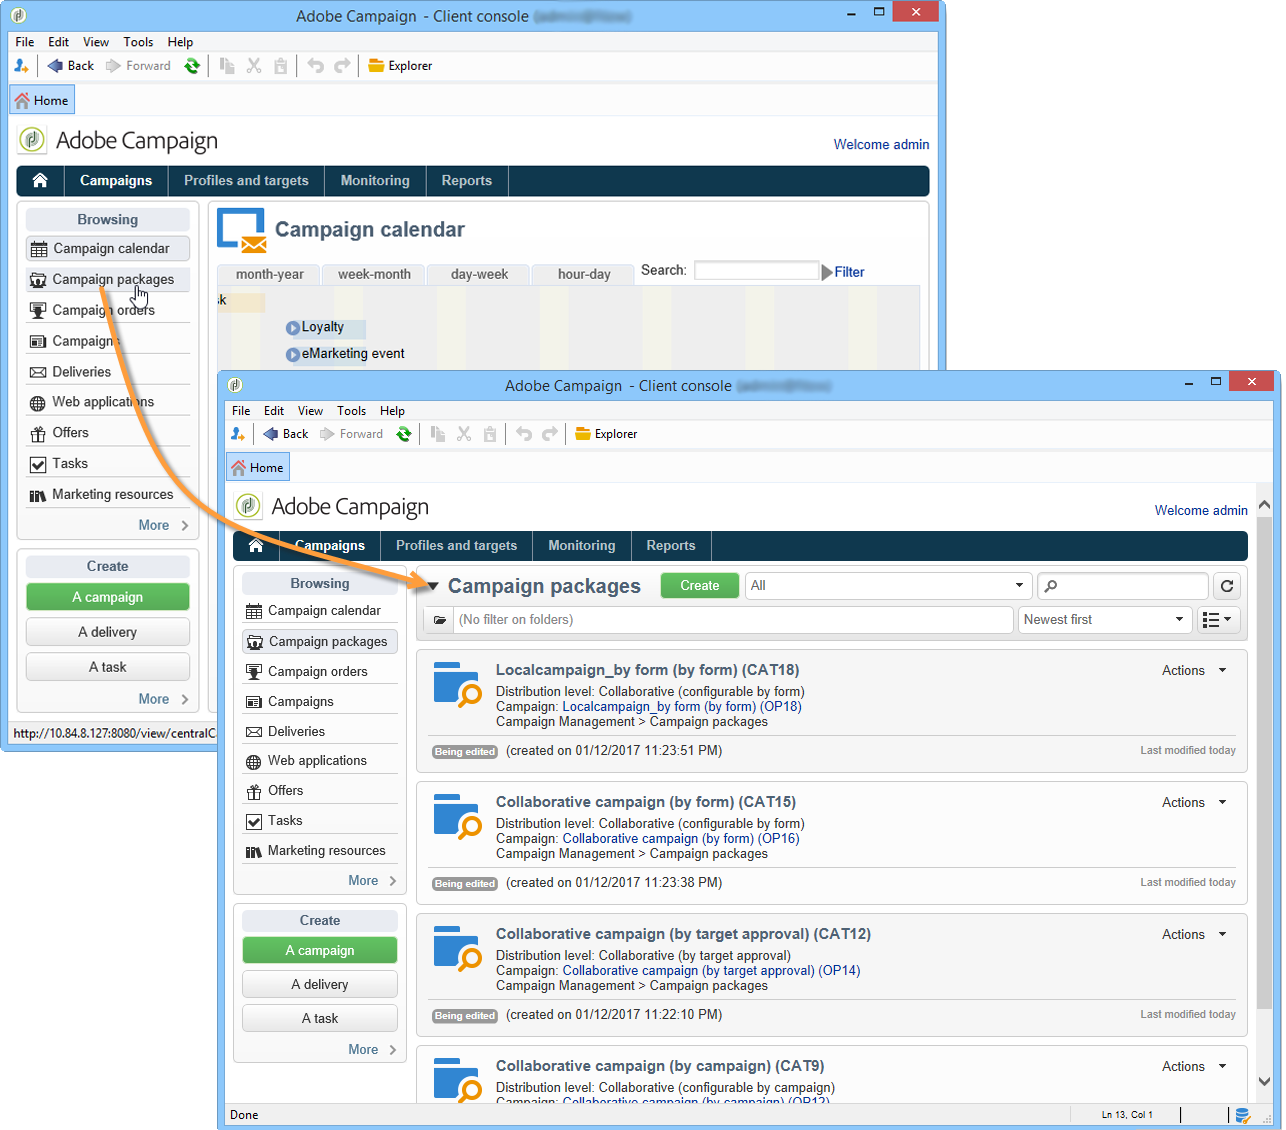 Adobe Campaign - Client console
File Edit View Tools Help
Back Forward Explorer
Home
Adobe Campaign
Welcome admin
Campaigns Profiles and targets Monitoring Reports
Browsing
Campaign calendar
Campaign packages
Campaign orders
Campaigns
Deliveries
Web applications
Offers
Tasks
Marketing resources
More
Create
A campaign
A delivery
A task
More
http://10.84.8.127:8080/view/centralC
Campaign calendar
month-year week-month day-week hour-day Search: Filter
sk
Loyalty
eMarketing event
Adobe Campaign - Client console
File Edit View Tools Help
Back Forward Explorer
Home
Adobe Campaign
Welcome admin
Campaigns Profiles and targets Monitoring Reports
Browsing
Campaign calendar
Campaign packages
Campaign orders
Campaigns
Deliveries
Web applications
Offers
Tasks
Marketing resources
More
Create
A campaign
A delivery
A task
More
Campaign packages Create All
(No filter on folders) Newest first
Localcampaign_by form (by form) (CAT18) Actions
Distribution level: Collaborative (configurable by form)
Campaign: Localcampaign_by form (by form) (OP18)
Campaign Management > Campaign packages
Being edited (created on 01/12/2017 11:23:51 PM) Last modified today
Collaborative campaign (by form) (CAT15) Actions
Distribution level: Collaborative (configurable by form)
Campaign: Collaborative campaign (by form) (OP16)
Campaign Management > Campaign packages
Being edited (created on 01/12/2017 11:23:38 PM) Last modified today
Collaborative campaign (by target approval) (CAT12) Actions
Distribution level: Collaborative (by target approval)
Campaign: Collaborative campaign (by target approval) (OP14)
Campaign Management > Campaign packages
Being edited (created on 01/12/2017 11:22:10 PM) Last modified today
Collaborative campaign (by campaign) (CAT9) Actions
Distribution level: Collaborative (configurable by campaign)
Campaign: Collaborative campaign (by campaign) (OP12)
Done Ln 13, Col 1